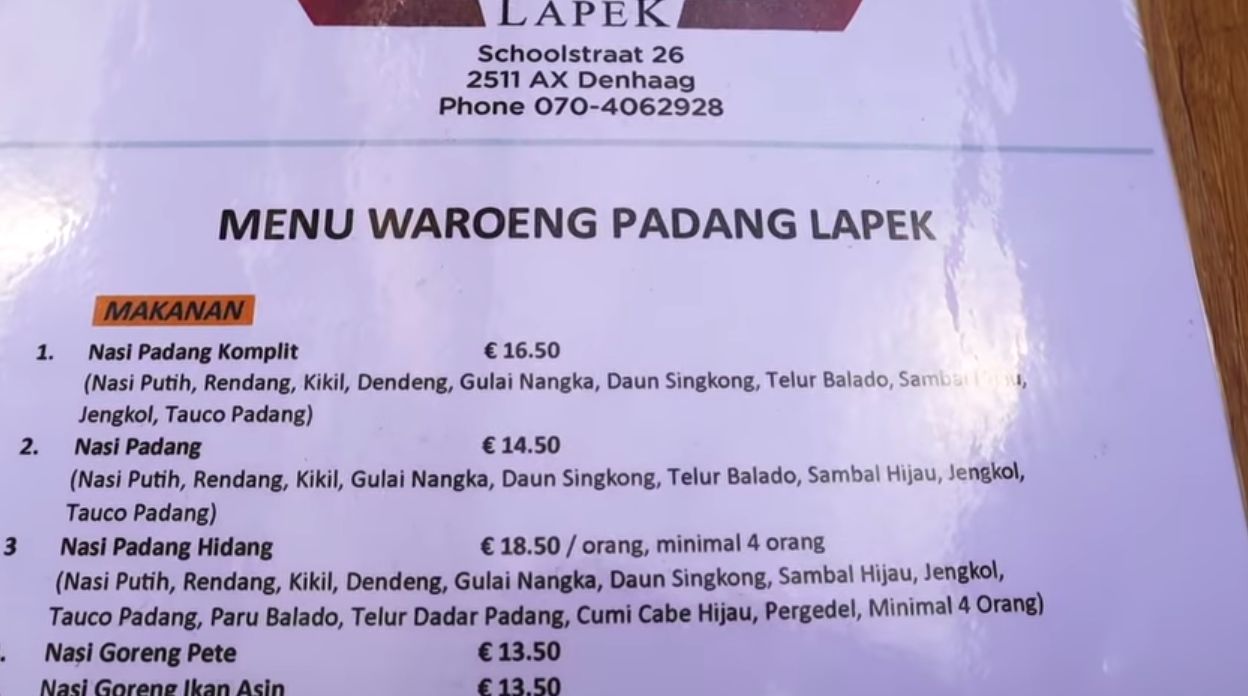 LAPEK
Schoolstraat 26
2511 AX Denhaag
Phone 070-4062928
MENU WAROENG PADANG LAPEK
MAKANAN
1. Nasi Padang Komplit € 16.50
(Nasi Putih, Rendang, Kikil, Dendeng, Gulai Nangka, Daun Singkong, Telur Balado, Sambal
Jengkol, Tauco Padang)
2. Nasi Padang € 14.50
(Nasi Putih, Rendang, Kikil, Gulai Nangka, Daun Singkong, Telur Balado, Sambal Hijau, Jengkol,
Tauco Padang)
3 Nasi Padang Hidang € 18.50 / orang, minimal 4 orang
(Nasi Putih, Rendang, Kikil, Dendeng, Gulai Nangka, Daun Singkong, Sambal Hijau, Jengkol,
Tauco Padang, Paru Balado, Telur Dadar Padang, Cumi Cabe Hijau, Pergedel, Minimal 4 Orang)
Nasi Goreng Pete € 13.50
Nasi Goreng Ikan Asin € 13.50